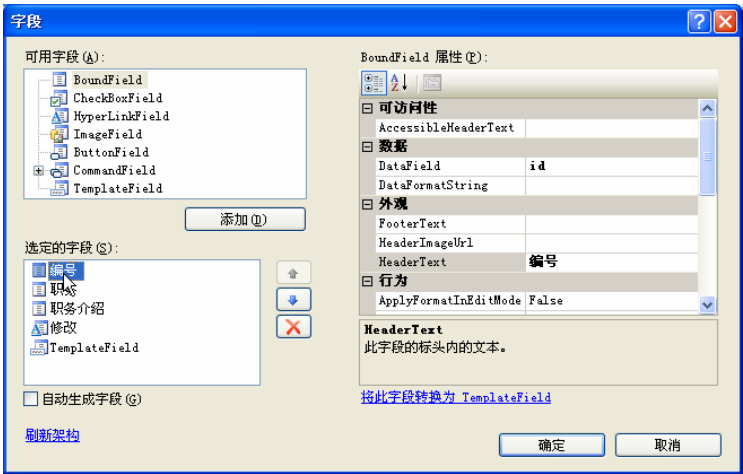 字段
可用字段(A):
BoundField
CheckBoxField
HyperLinkField
ImageField
ButtonField
CommandField
TemplateField
添加(D)
选定的字段(S):
编号
职务
职务介绍
修改
TemplateField
自动生成字段(G)
刷新架构
BoundField 属性(P):
可访问性
AccessibleHeaderText
数据
DataField id
DataFormatString
外观
FooterText
HeaderImageUrl
HeaderText 编号
行为
ApplyFormatInEditMode False
HeaderText
此字段的标头内的文本。
将此字段转换为 TemplateField
确定
取消